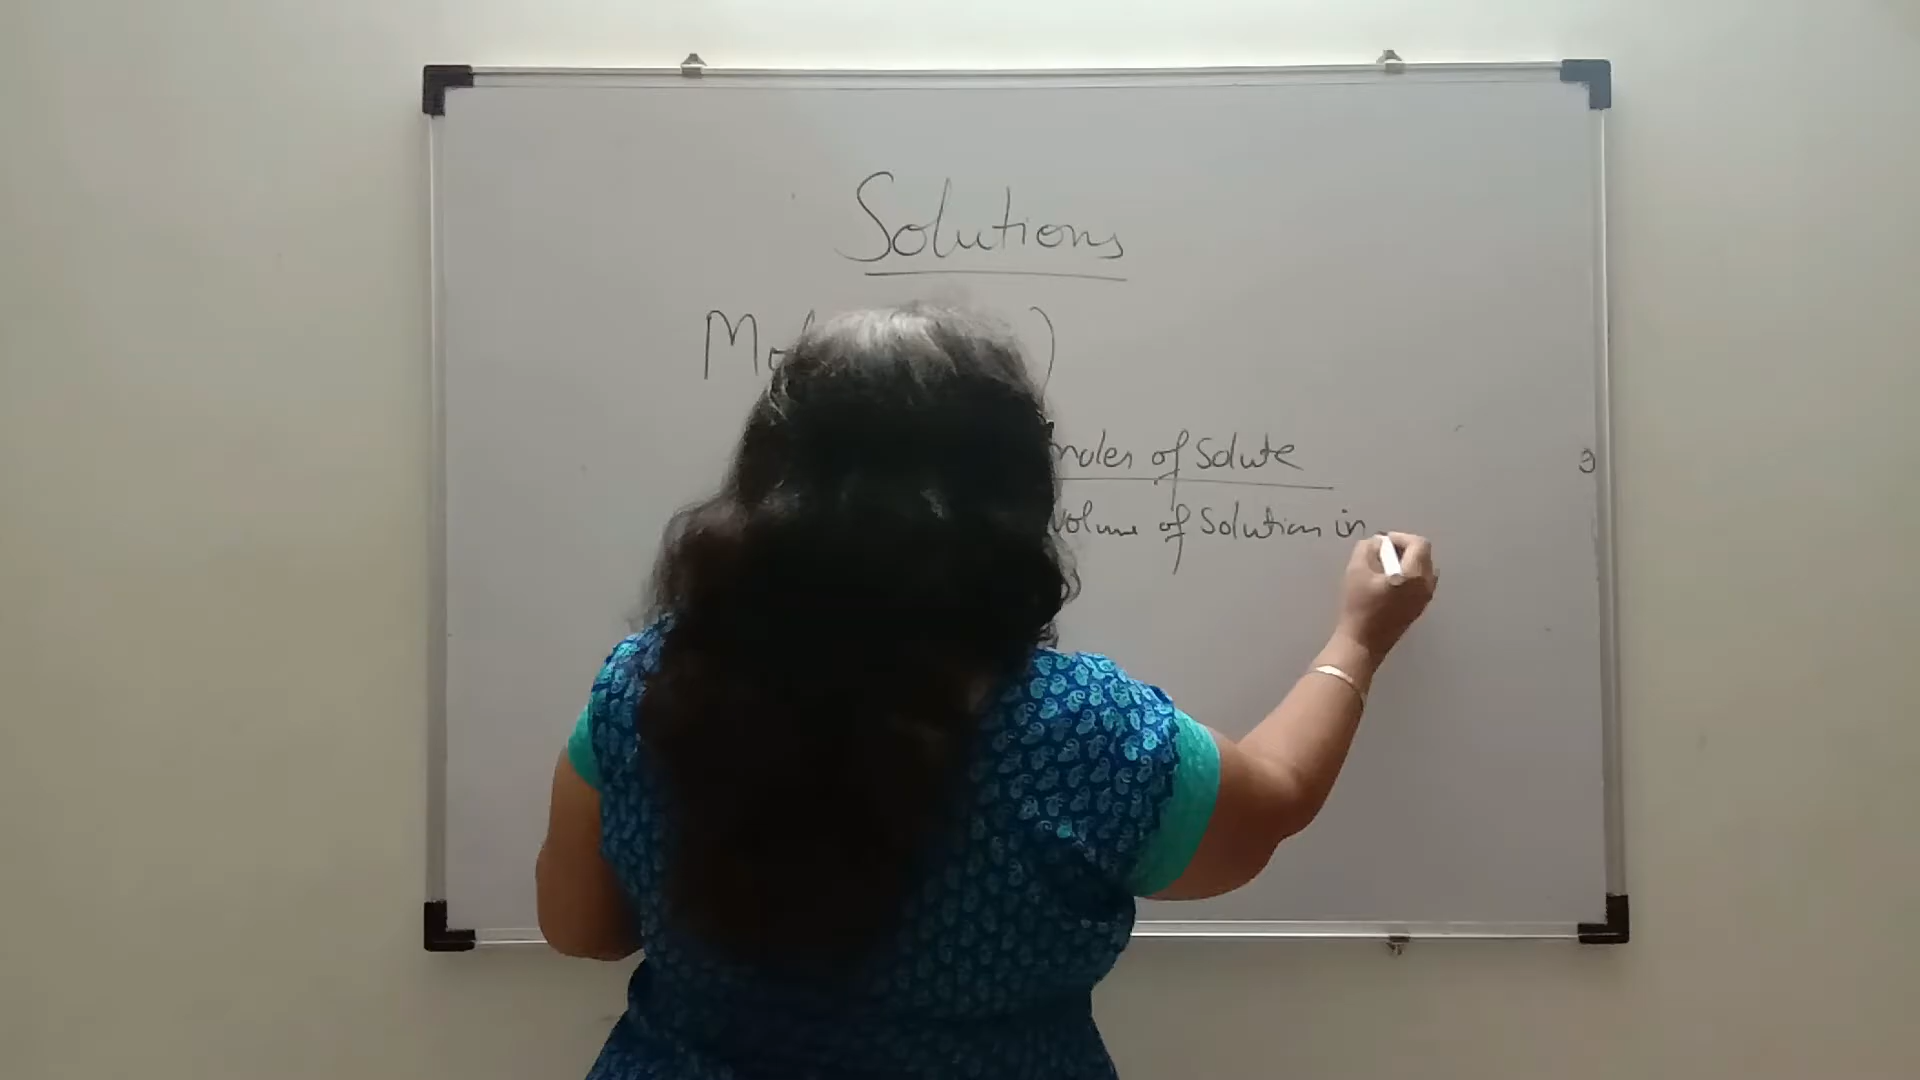 Solutions
)
moles of Solute
Volume of Solution in